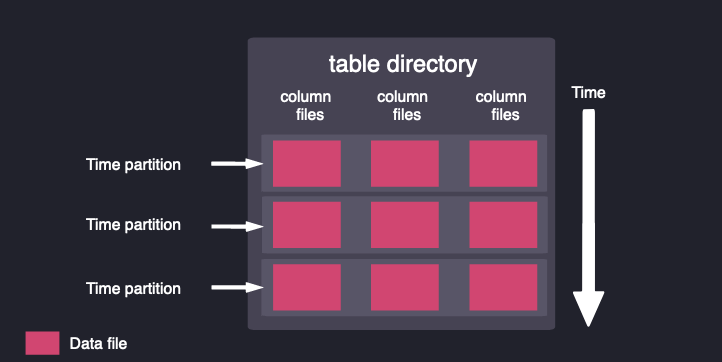 table directory
column
files
column
files
column
files
Time
Time partition
Time partition
Time partition
Data file